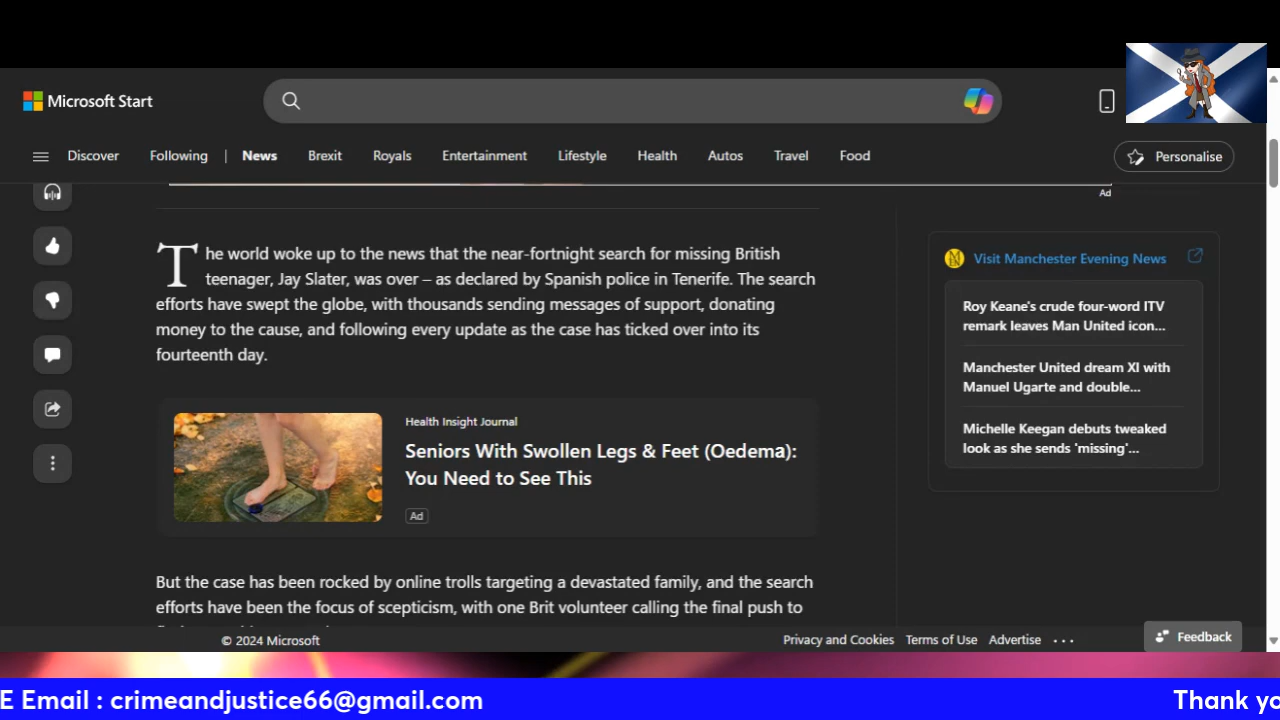 Microsoft Start
Discover
Following
News
Brexit
Royals
Entertainment
Lifestyle
Health
Autos
Travel
Food
Personalise
Ad
The world woke up to the news that the near-fortnight search for missing British
teenager, Jay Slater, was over – as declared by Spanish police in Tenerife. The search
efforts have swept the globe, with thousands sending messages of support, donating
money to the cause, and following every update as the case has ticked over into its
fourteenth day.
Health Insight Journal
Seniors With Swollen Legs & Feet (Oedema):
You Need to See This
Ad
But the case has been rocked by online trolls targeting a devastated family, and the search
efforts have been the focus of scepticism, with one Brit volunteer calling the final push to
Visit Manchester Evening News
Roy Keane's crude four-word ITV
remark leaves Man United icon...
Manchester United dream XI with
Manuel Ugarte and double...
Michelle Keegan debuts tweaked
look as she sends 'missing'...
© 2024 Microsoft
Privacy and Cookies
Terms of Use
Advertise
Feedback
E Email : crimeandjustice66@gmail.com
Thank yo